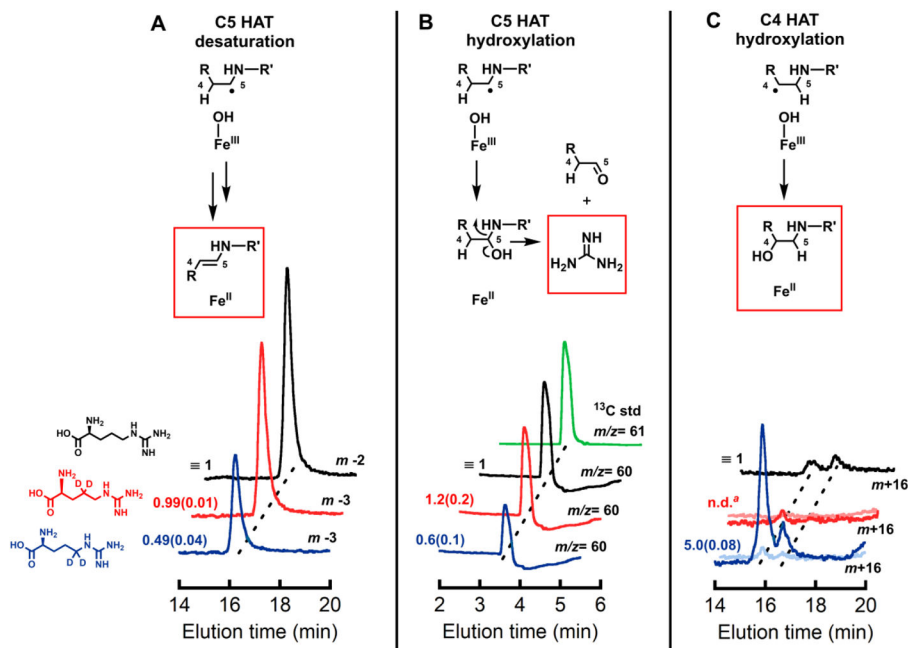 A
C5 HAT
desaturation
R
HN—R'
4
5
H
•
OH
Fe^III
HN—R'
4
5
R
Fe^II
NH₂
HO
O
H
N
NH₂
NH
≡ 1
m -2
NH₂
HO
O
D D
H
N
NH₂
NH
0.99(0.01)
m -3
NH₂
HO
O
D D
H
N
NH₂
NH
0.49(0.04)
m -3
14 16 18 20
Elution time (min)
B
C5 HAT
hydroxylation
R
HN—R'
4
5
H
•
OH
Fe^III
R
4
5
H
O
+
R
HN—R'
4
5
H
OH
Fe^II
NH
H₂N
NH₂
¹³C std
m/z= 61
≡ 1
m/z= 60
1.2(0.2)
m/z= 60
0.6(0.1)
m/z= 60
2 3 4 5 6
Elution time (min)
C
C4 HAT
hydroxylation
R
HN—R'
4
5
•
H
OH
Fe^III
R
HN—R'
4
5
HO
H
Fe^II
≡ 1
m+16
n.d.^a
m+16
5.0(0.08)
m+16
14 16 18 20
Elution time (min)